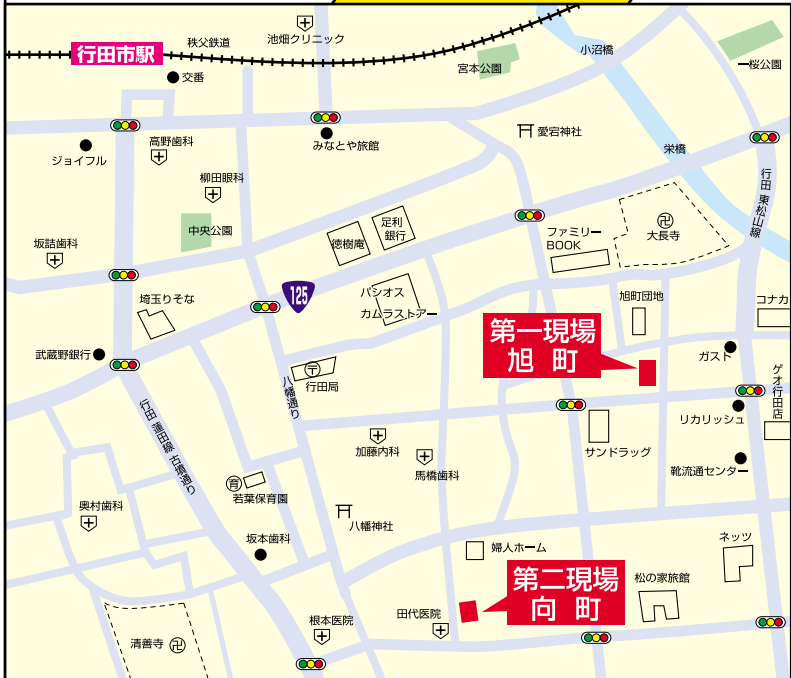 秩父鉄道
池畑クリニック
行田市駅
交番
宮本公園
小沼橋
一桜公園
高野歯科
ジョイフル
みなとや旅館
愛宕神社
栄橋
柳田眼科
行田 東松山線
中央公園
徳樹庵
足利
銀行
ファミリー
BOOK
卍
大長寺
坂詰歯科
125
埼玉りそな
バシオス
カムラストアー
旭町団地
コナカ
第一現場
旭 町
武蔵野銀行
〒
行田局
八幡通り
ガスト
ゲオ行田店
行田 蓮田線 古墳通り
リカリッシュ
加藤内科
サンドラッグ
馬橋歯科
靴流通センター
育
若葉保育園
奥村歯科
八幡神社
坂本歯科
婦人ホーム
ネッツ
第二現場
向 町
松の家旅館
根本医院
田代医院
清善寺
卍